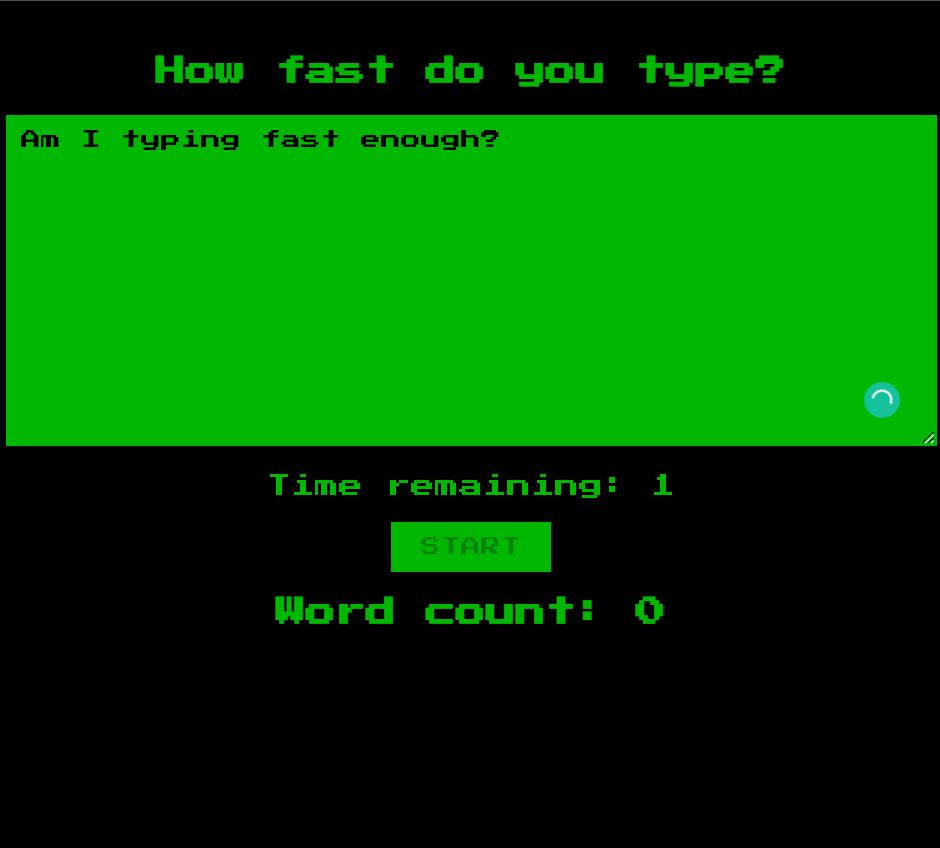 How fast do you type?
Am I typing fast enough?
Time remaining: 1
START
Word count: 0